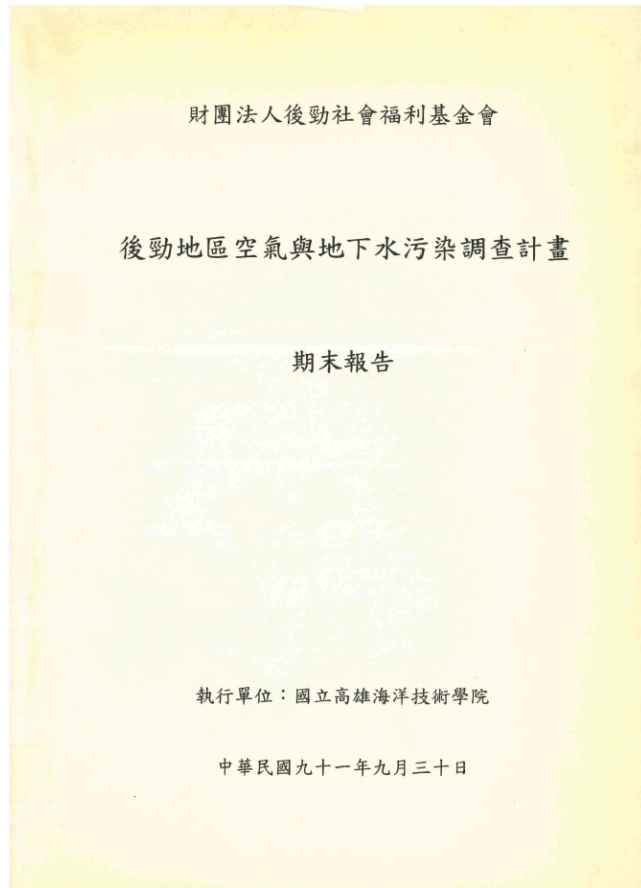 財團法人後勁社會福利基金會
後勁地區空氣與地下水污染調查計畫
期末報告
執行單位：國立高雄海洋技術學院
中華民國九十一年九月三十日